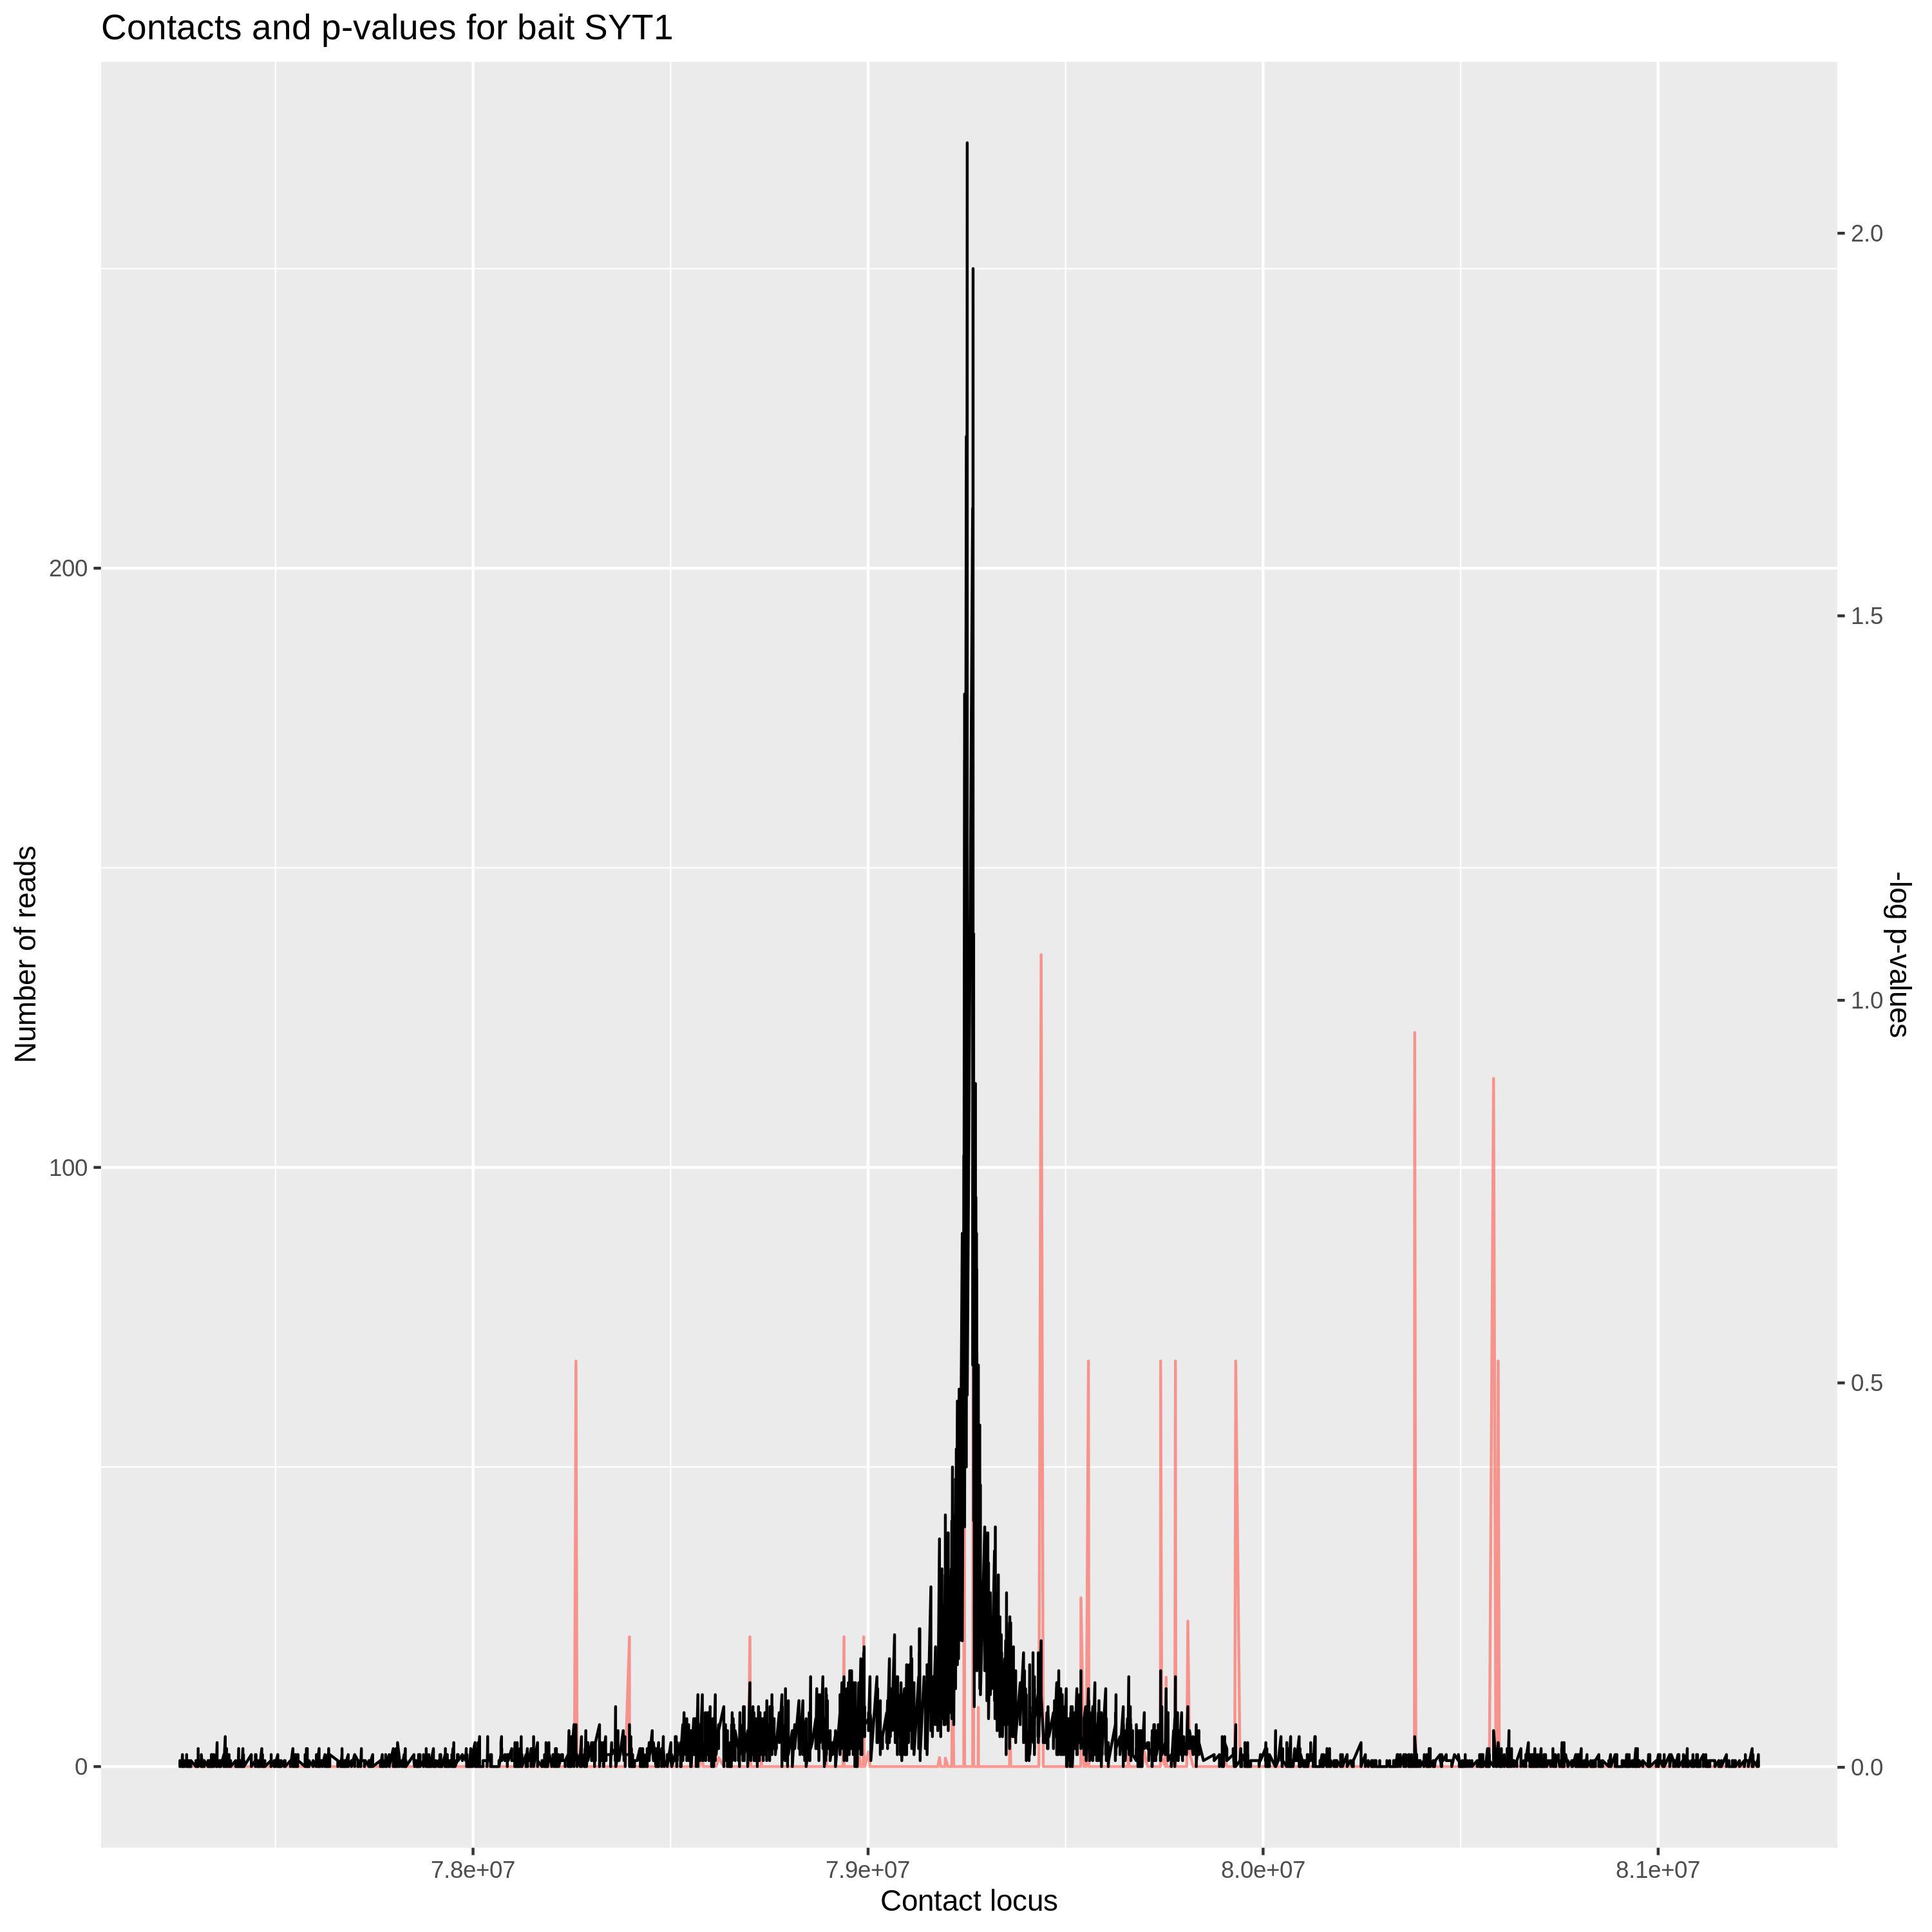 Contacts and p-values for bait SYT1
Number of reads
200
100
0
2.0
1.5
1.0
0.5
0.0
-log p-values
7.8e+07 7.9e+07 8.0e+07 8.1e+07
Contact locus